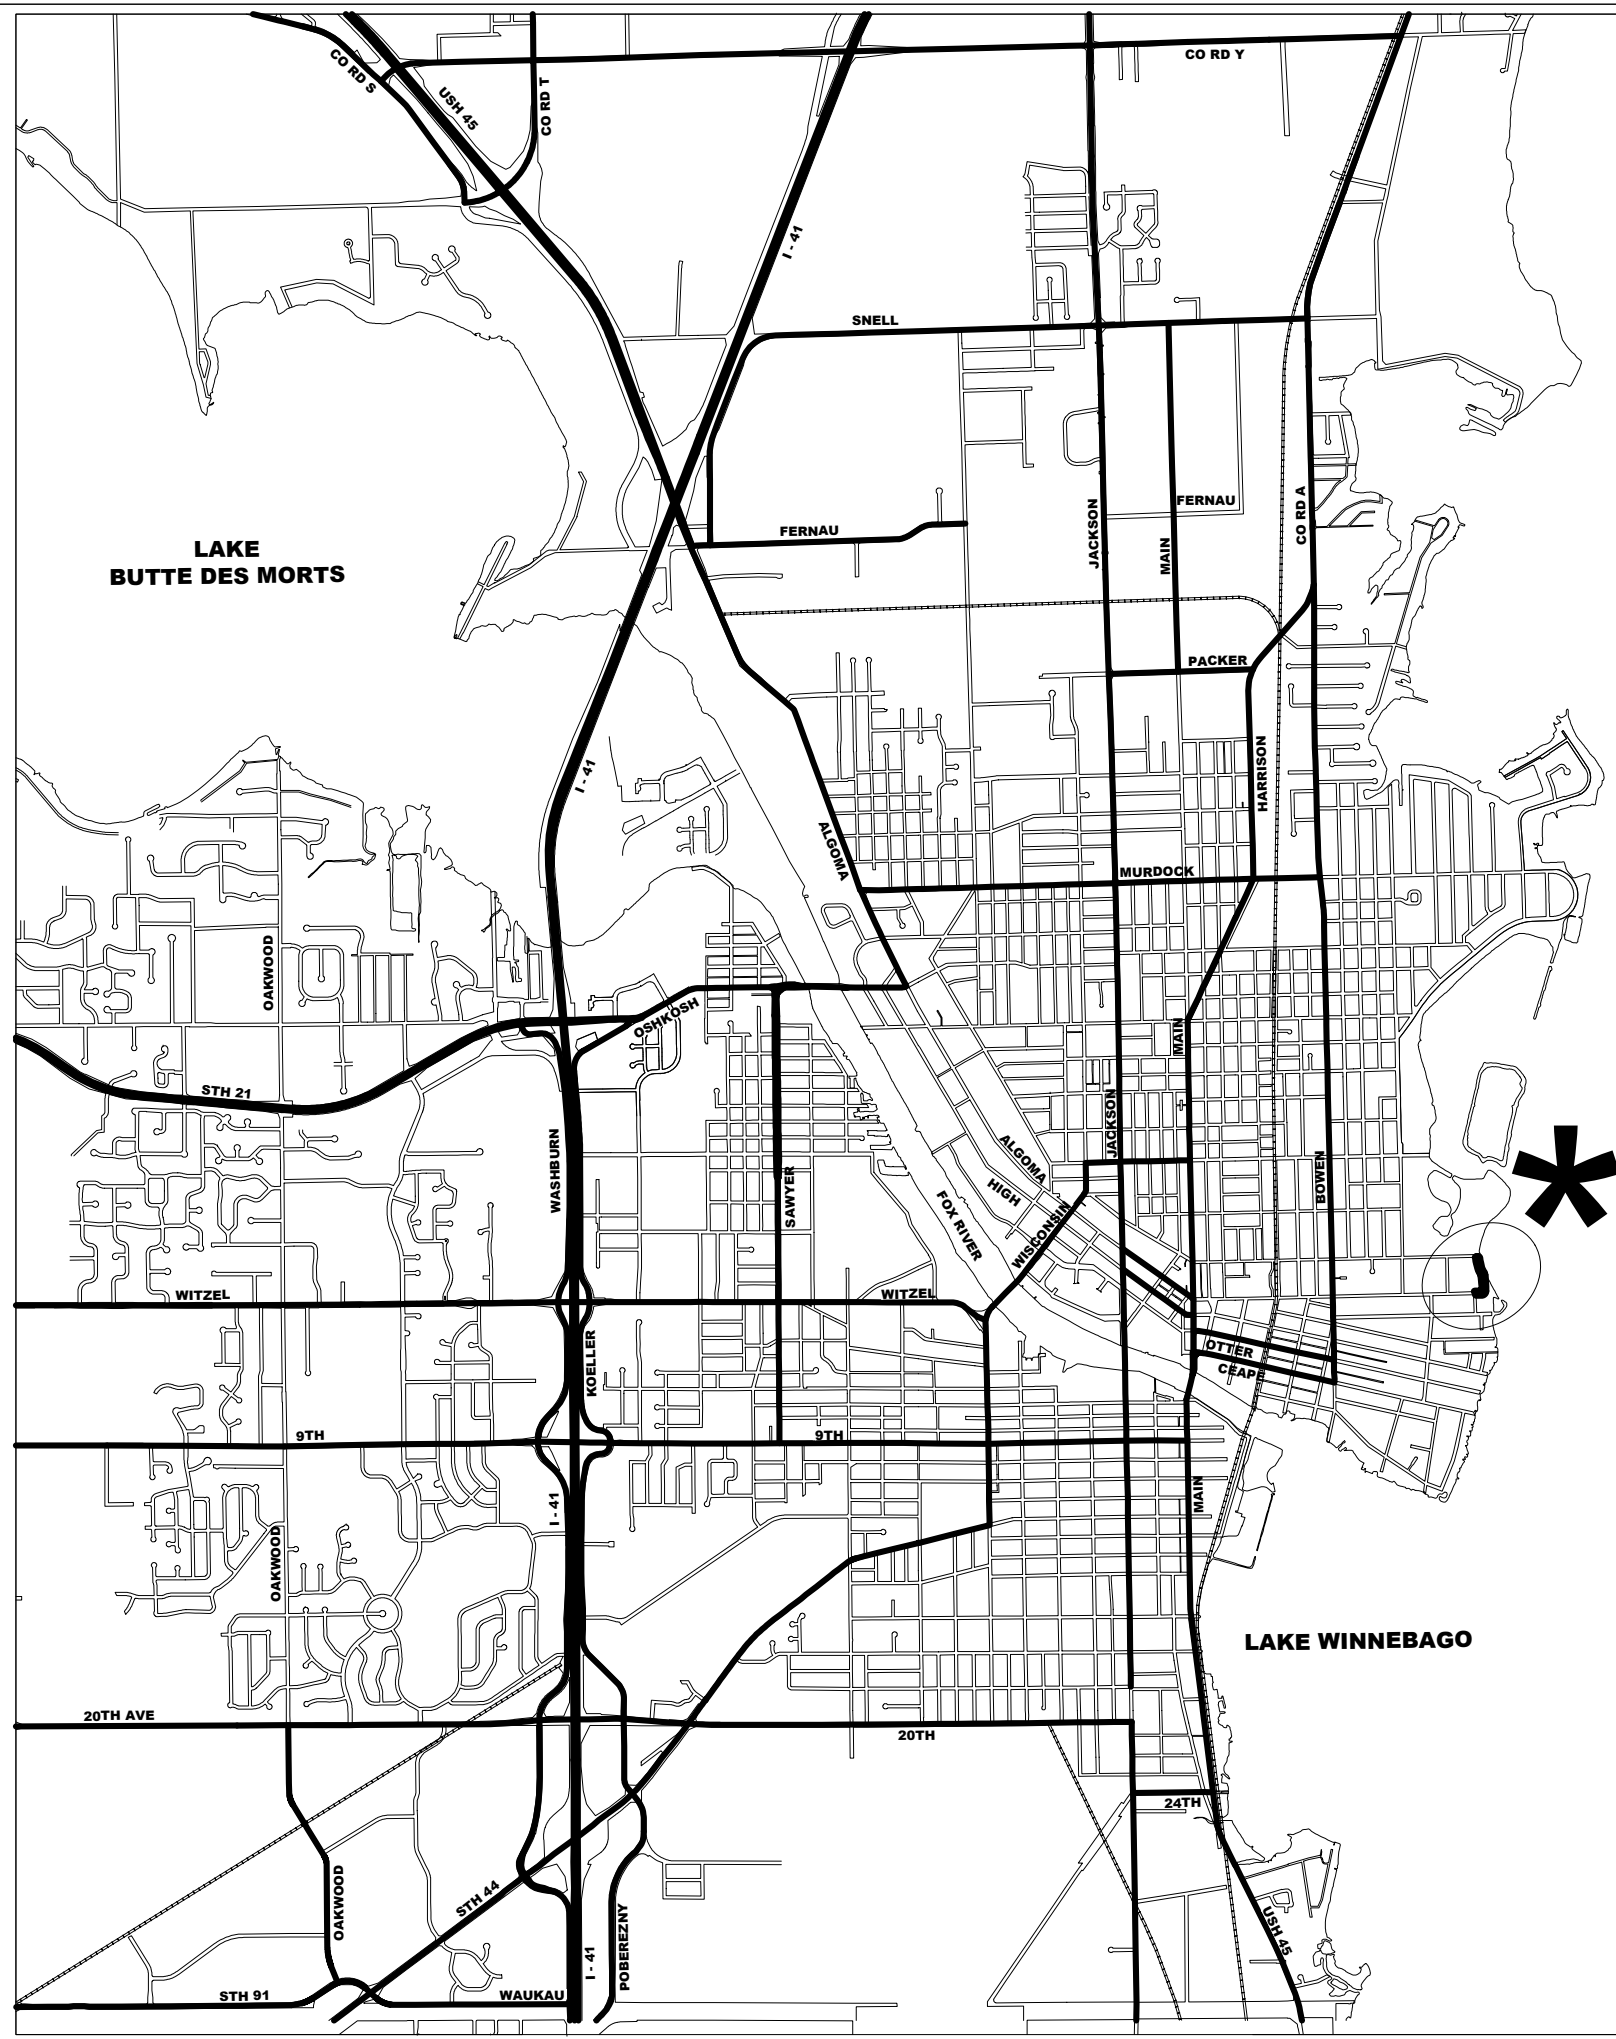 CO RD S
USH 45
CO RD T
CO RD Y
I - 41
SNELL
LAKE
BUTTE DES MORTS
FERNAU
JACKSON
MAIN
FERNAU
CO RD A
PACKER
I - 41
ALGOMA
HARRISON
MURDOCK
OAKWOOD
OSHKOSH
MAIN
STH 21
JACKSON
WASHBURN
SAWYER
ALGOMA
HIGH
WISCONSIN
FOX RIVER
BOWEN
WITZEL
WITZEL
KOELLER
OTTER
CEAPE
9TH
9TH
I - 41
MAIN
OAKWOOD
LAKE WINNEBAGO
20TH AVE
20TH
24TH
OAKWOOD
STH 44
POBEREZNY
I - 41
USH 45
STH 91
WAUKAU